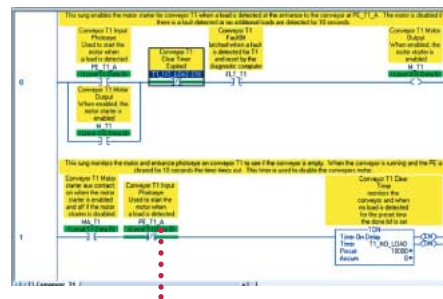 This rung enables the motor starter for conveyor T1 when a load is detected at the entrance to the conveyor at PE_T1_A. The motor is disabled
there is a fault detected or no additional loads are detected for 10 seconds.
Conveyor T1 Input
Photoeye
Used to start the
motor when
a load is detected
PE_T1_A
Conveyor T1
Clear Timer
Expired
T1_NO_LOAD.DN
Conveyor T1
Fault
latched when a fault
is detected for T1
and reset by the
diagnostic computer
FLT_T1
Conveyor T1 Motor
Output
When enabled, the
motor starter is
enabled
M_T1
0
Conveyor T1 Motor
Output
When enabled, the
motor starter is
enabled
M_T1
This rung monitors the motor and entrance photoeye on conveyor T1 to see if the conveyor is empty. When the conveyor is running and the PE is
cleared for 10 seconds the timer times out. This timer is used to disable the conveyors motor.
Conveyor T1 Motor
starter aux contact,
on when the motor
starter is enabled
and off if the motor
starter is disabled
MA_T1
Conveyor T1 Input
Photoeye
Used to start the
motor when
a load is detected
PE_T1_A
Conveyor T1 Clear
Timer
monitors the
conveyor and when
no load is detected
for the preset time
the done bit is set
1
TON
Timer On Delay
Timer T1_NO_LOAD
Preset 10000
Accum 0
EN
DN
Conveyor_T1